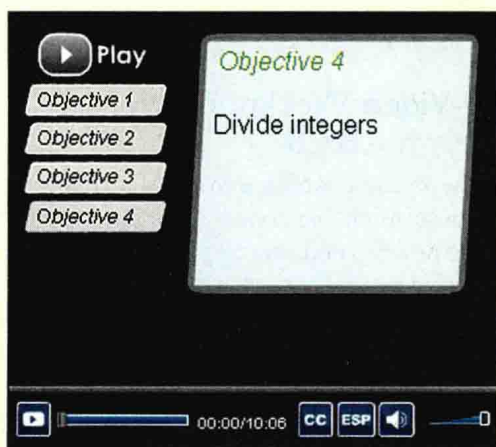 Play
Objective 1
Objective 2
Objective 3
Objective 4
Objective 4
Divide integers
00:00/10:06
CC
ESP